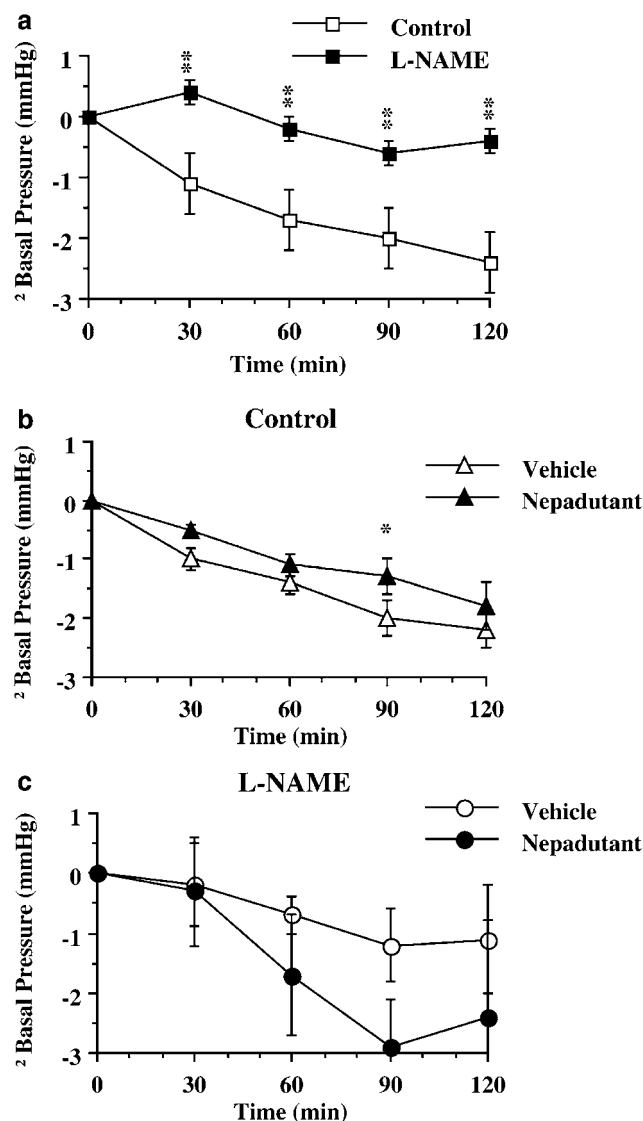 a
Control
L-NAME
² Basal Pressure (mmHg)
1
0
-1
-2
-3
** ** ** ** **
0 30 60 90 120
Time (min)
b
Control
Vehicle
Nepadutant
² Basal Pressure (mmHg)
1
0
-1
-2
-3
*
0 30 60 90 120
Time (min)
c
L-NAME
Vehicle
Nepadutant
² Basal Pressure (mmHg)
1
0
-1
-2
-3
0 30 60 90 120
Time (min)